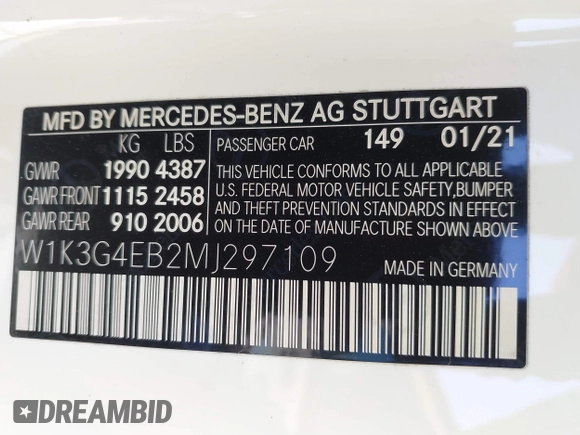 MFD BY MERCEDES-BENZ AG STUTTGART
KG LBS PASSENGER CAR 149 01/21
GVWR 1990 4387
GAWR FRONT 1115 2458
GAWR REAR 910 2006
THIS VEHICLE CONFORMS TO ALL APPLICABLE
U.S. FEDERAL MOTOR VEHICLE SAFETY,BUMPER
AND THEFT PREVENTION STANDARDS IN EFFECT
ON THE DATE OF MANUFACTURE SHOWN ABOVE
W1K3G4EB2MJ297109 MADE IN GERMANY
DREAMBID